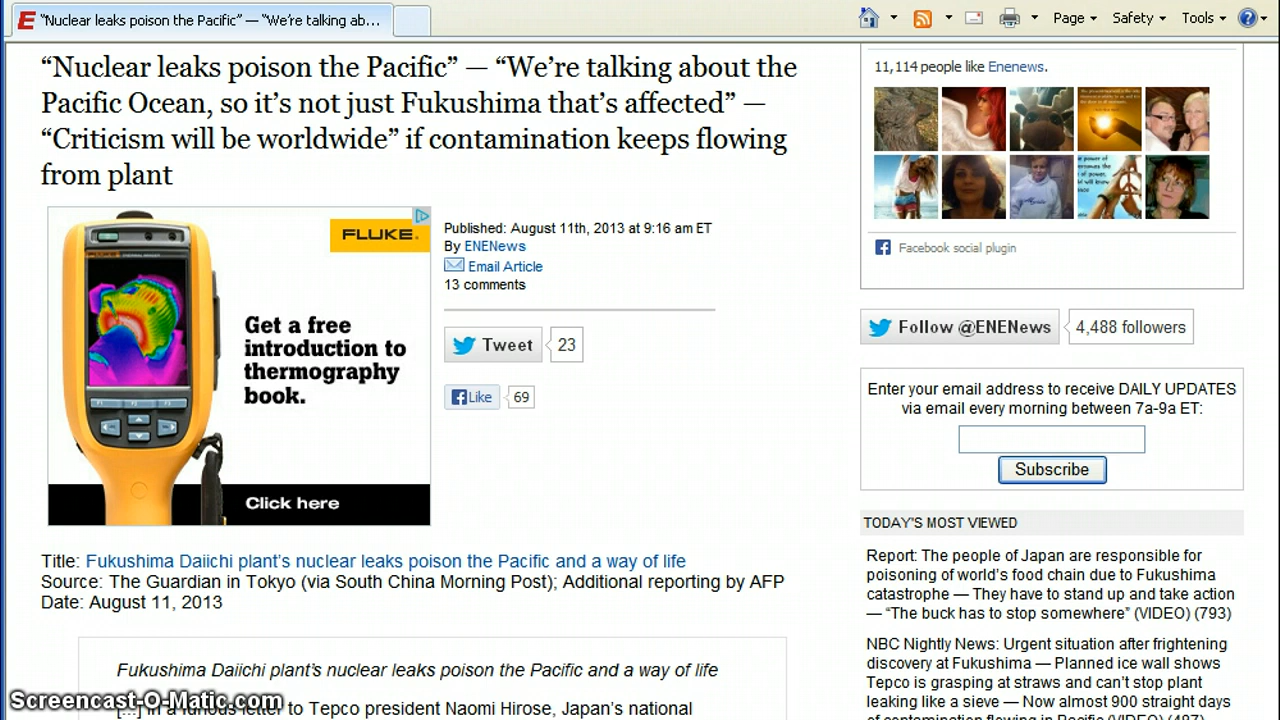 "Nuclear leaks poison the Pacific" — "We're talking ab...
Page
Safety
Tools
"Nuclear leaks poison the Pacific" — "We're talking about the
Pacific Ocean, so it's not just Fukushima that's affected" —
"Criticism will be worldwide" if contamination keeps flowing
from plant
FLUKE.
Get a free
introduction to
thermography
book.
Click here
Published: August 11th, 2013 at 9:16 am ET
By ENENews
Email Article
13 comments
Tweet 23
Like 69
Title: Fukushima Daiichi plant's nuclear leaks poison the Pacific and a way of life
Source: The Guardian in Tokyo (via South China Morning Post); Additional reporting by AFP
Date: August 11, 2013
Fukushima Daiichi plant's nuclear leaks poison the Pacific and a way of life
[...] In a furious letter to Tepco president Naomi Hirose, Japan's national
Screencast-O-Matic.com
11,114 people like Enenews.
Facebook social plugin
Follow @ENENews 4,488 followers
Enter your email address to receive DAILY UPDATES
via email every morning between 7a-9a ET:
Subscribe
TODAY'S MOST VIEWED
Report: The people of Japan are responsible for
poisoning of world's food chain due to Fukushima
catastrophe — They have to stand up and take action
— "The buck has to stop somewhere" (VIDEO) (793)
NBC Nightly News: Urgent situation after frightening
discovery at Fukushima — Planned ice wall shows
Tepco is grasping at straws and can't stop plant
leaking like a sieve — Now almost 900 straight days
of contamination flowing in Pacific (VIDEO)